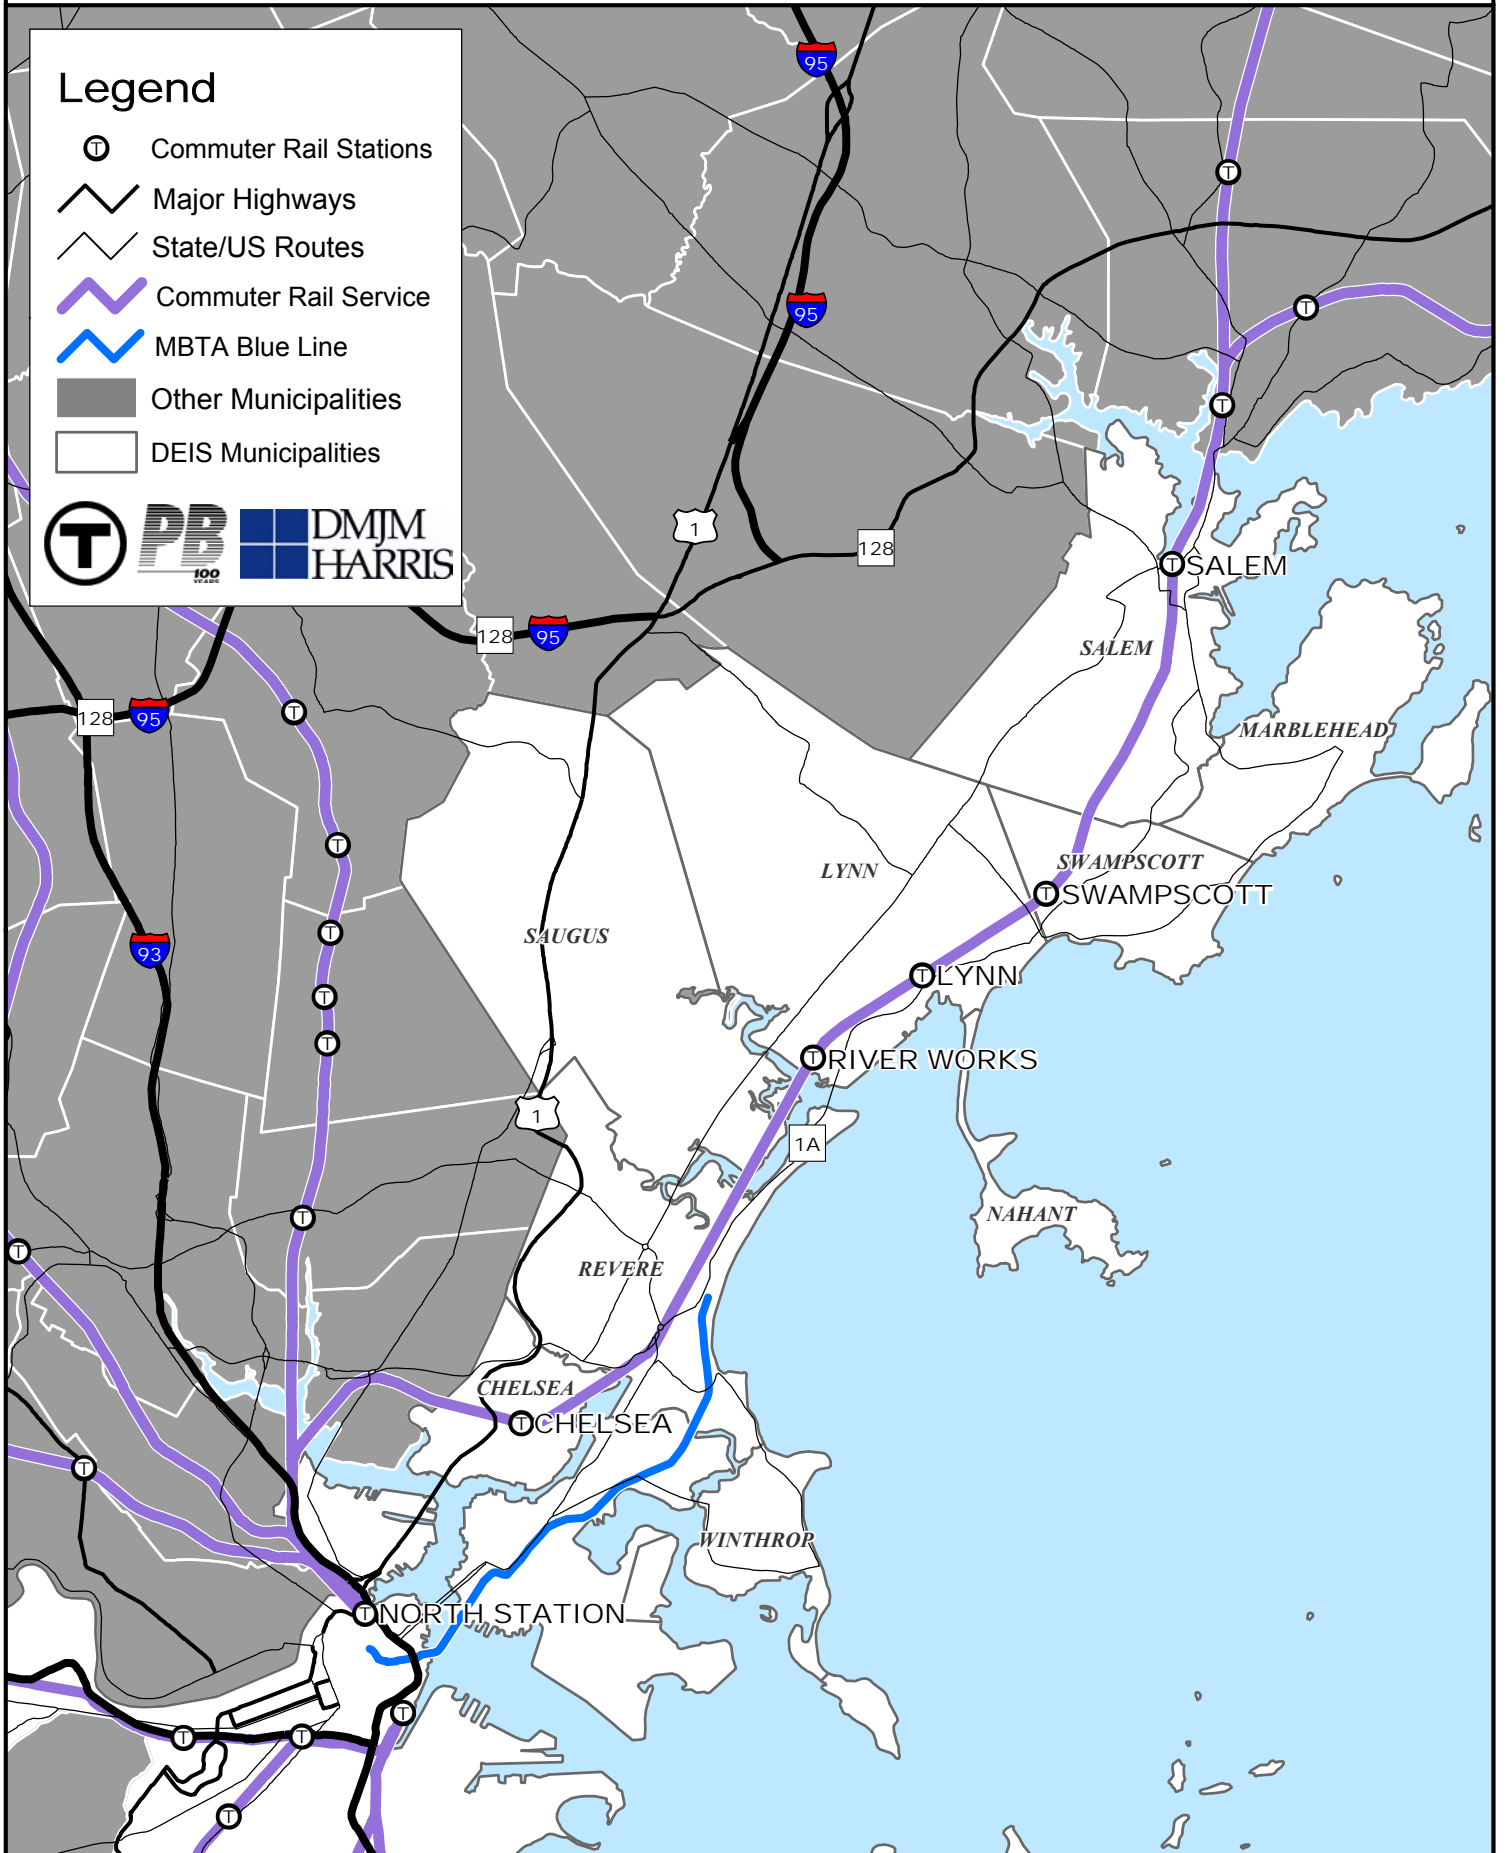 Legend
T Commuter Rail Stations
Major Highways
State/US Routes
Commuter Rail Service
MBTA Blue Line
Other Municipalities
DEIS Municipalities
T
PB
100
YEARS
DMJM
HARRIS
95
T
95
T
T
1
128
T SALEM
128
95
SALEM
128
95
T
MARBLEHEAD
T
LYNN
SWAMPSCOTT
T SWAMPSCOTT
T
SAUGUS
93
T LYNN
T
T
T RIVER WORKS
1
1A
T
NAHANT
T
REVERE
CHELSEA
T CHELSEA
T
WINTHROP
T NORTH STATION
T
T
T
T